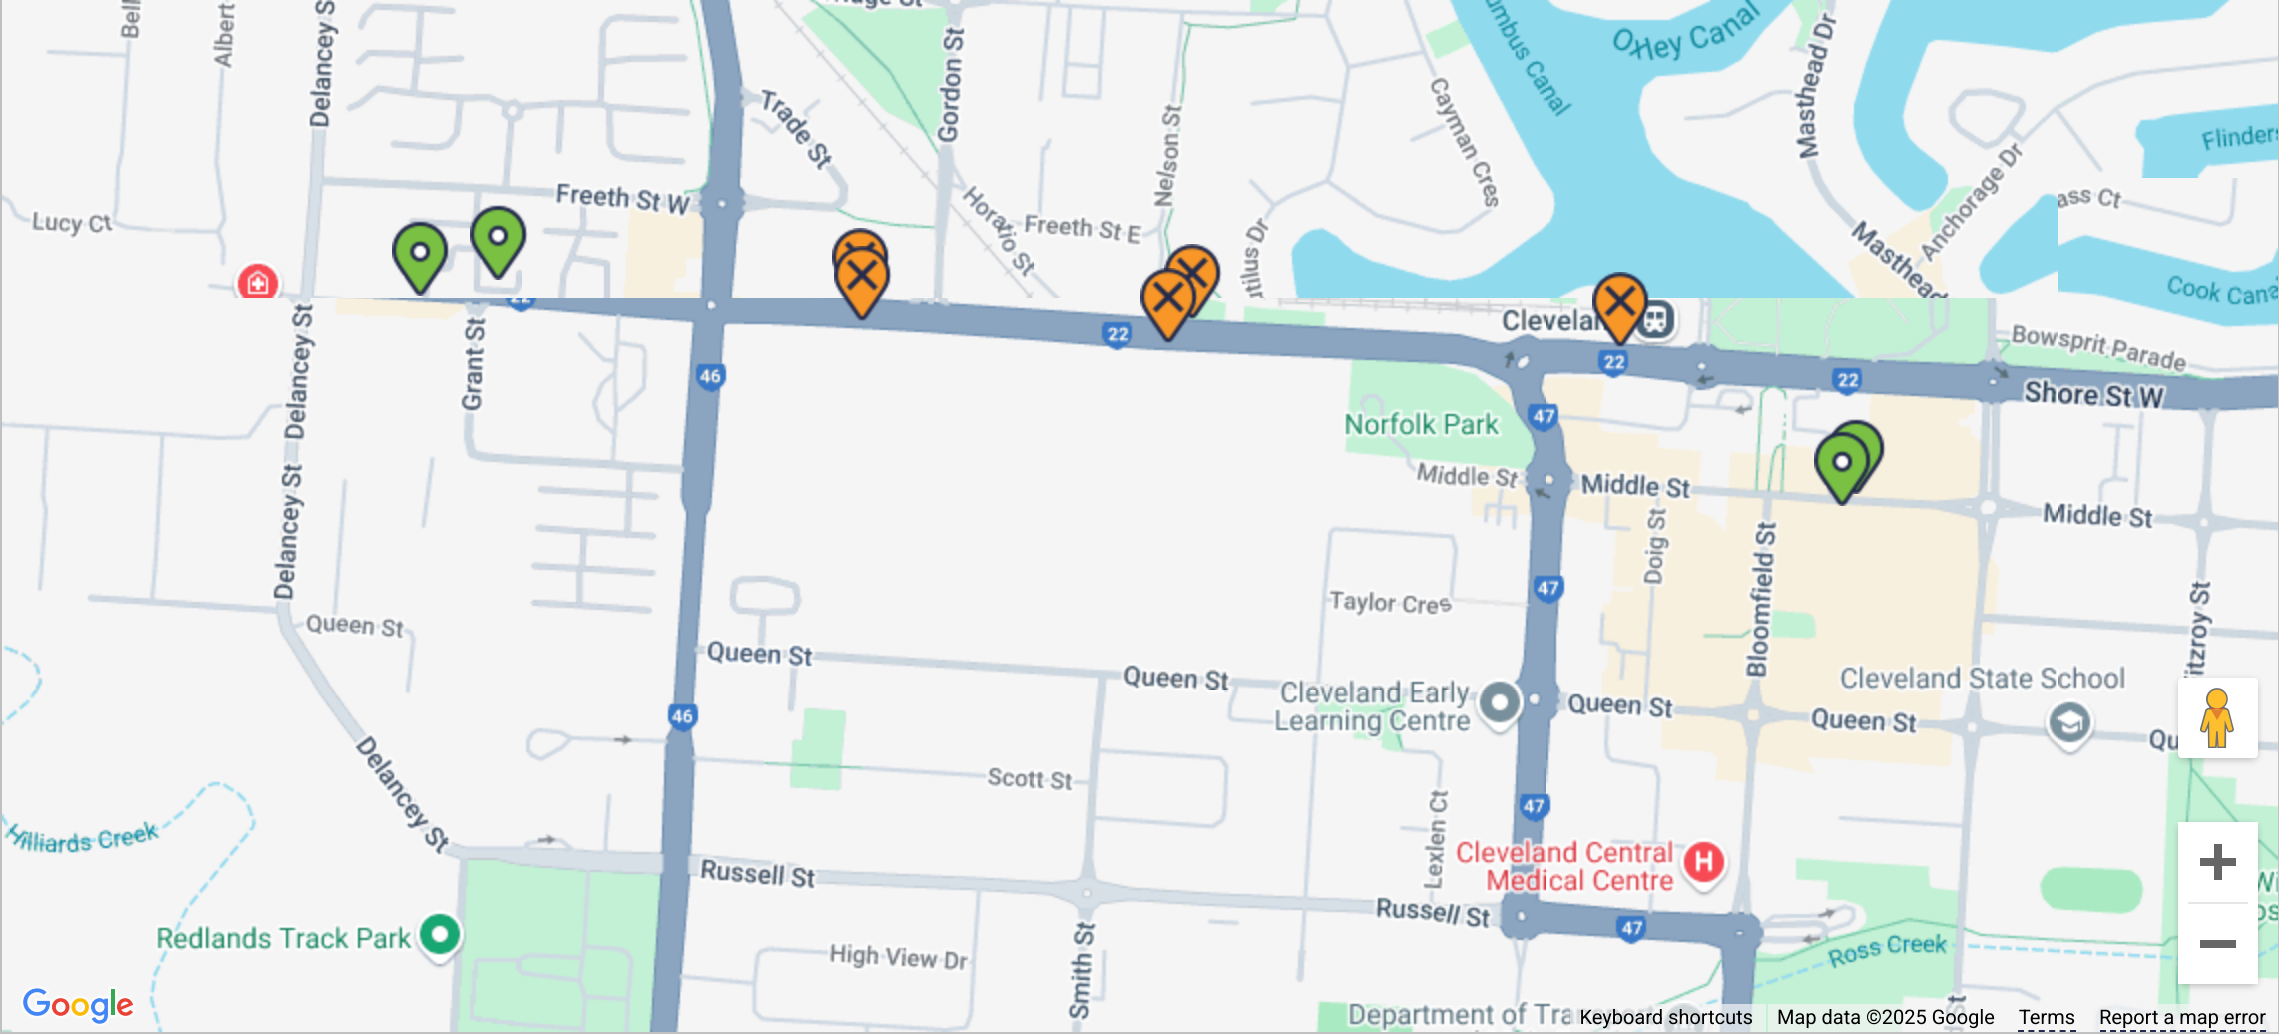 Delancey St
Gordon St
Oxley Canal
Masthead Dr
Trade St
Nelson St
Cayman Cres
Flinders
Anchorage Dr
Freeth St W
Lucy Ct
Horatio St
Freeth St E
Masthead
Cook Canal
22
Cleveland
Bowsprit Parade
22
22
22
Shore St W
Delancey St
Grant St
46
47
Norfolk Park
Middle St
Middle St
Middle St
Delancey St
Doig St
Bloomfield St
47
Taylor Cres
Queen St
Queen St
Queen St
Cleveland Early
Learning Centre
Queen St
Queen St
Cleveland State School
46
Delancey St
Scott St
47
Hilliards Creek
Lexlen Ct
Cleveland Central
Medical Centre
H
Russell St
Russell St
47
Redlands Track Park
High View Dr
Smith St
Ross Creek
Google
Department of Tra
Keyboard shortcuts
Map data ©2025 Google
Terms
Report a map error